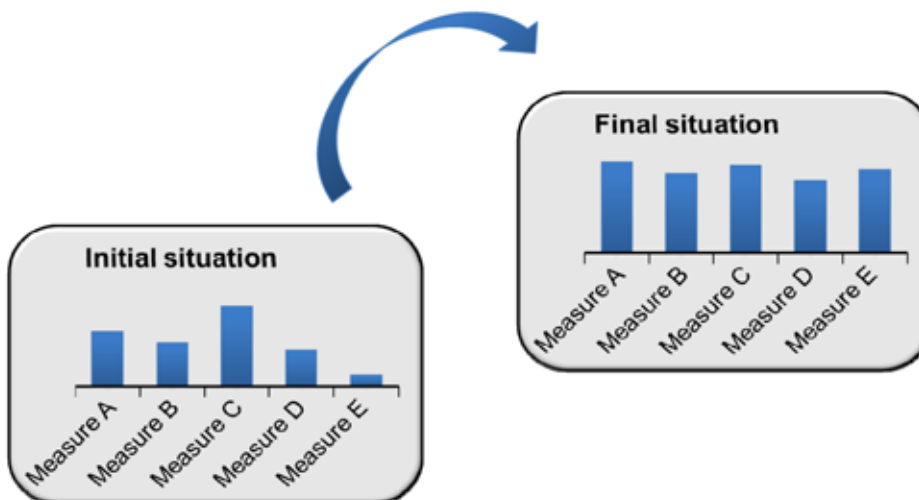 Final situation
Measure A
Measure B
Measure C
Measure D
Measure E
Initial situation
Measure A
Measure B
Measure C
Measure D
Measure E